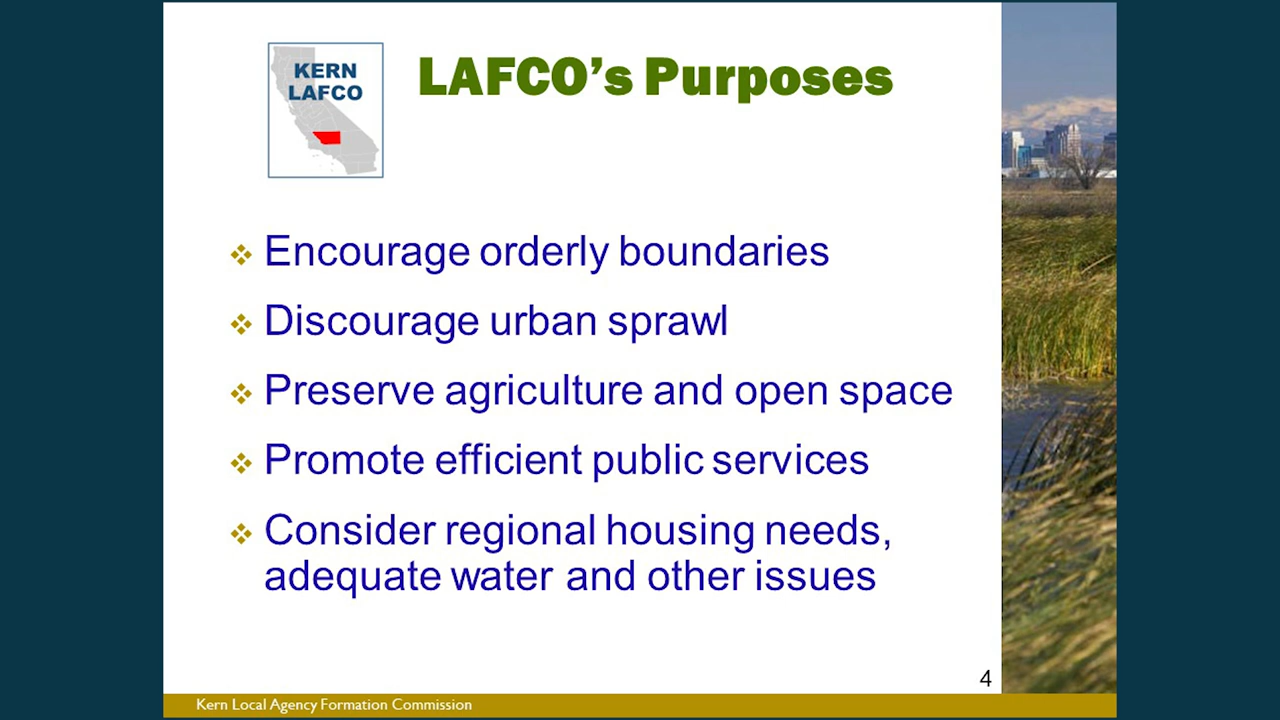 KERN
LAFCO
LAFCO’s Purposes
Encourage orderly boundaries
Discourage urban sprawl
Preserve agriculture and open space
Promote efficient public services
Consider regional housing needs,
adequate water and other issues
4
Kern Local Agency Formation Commission